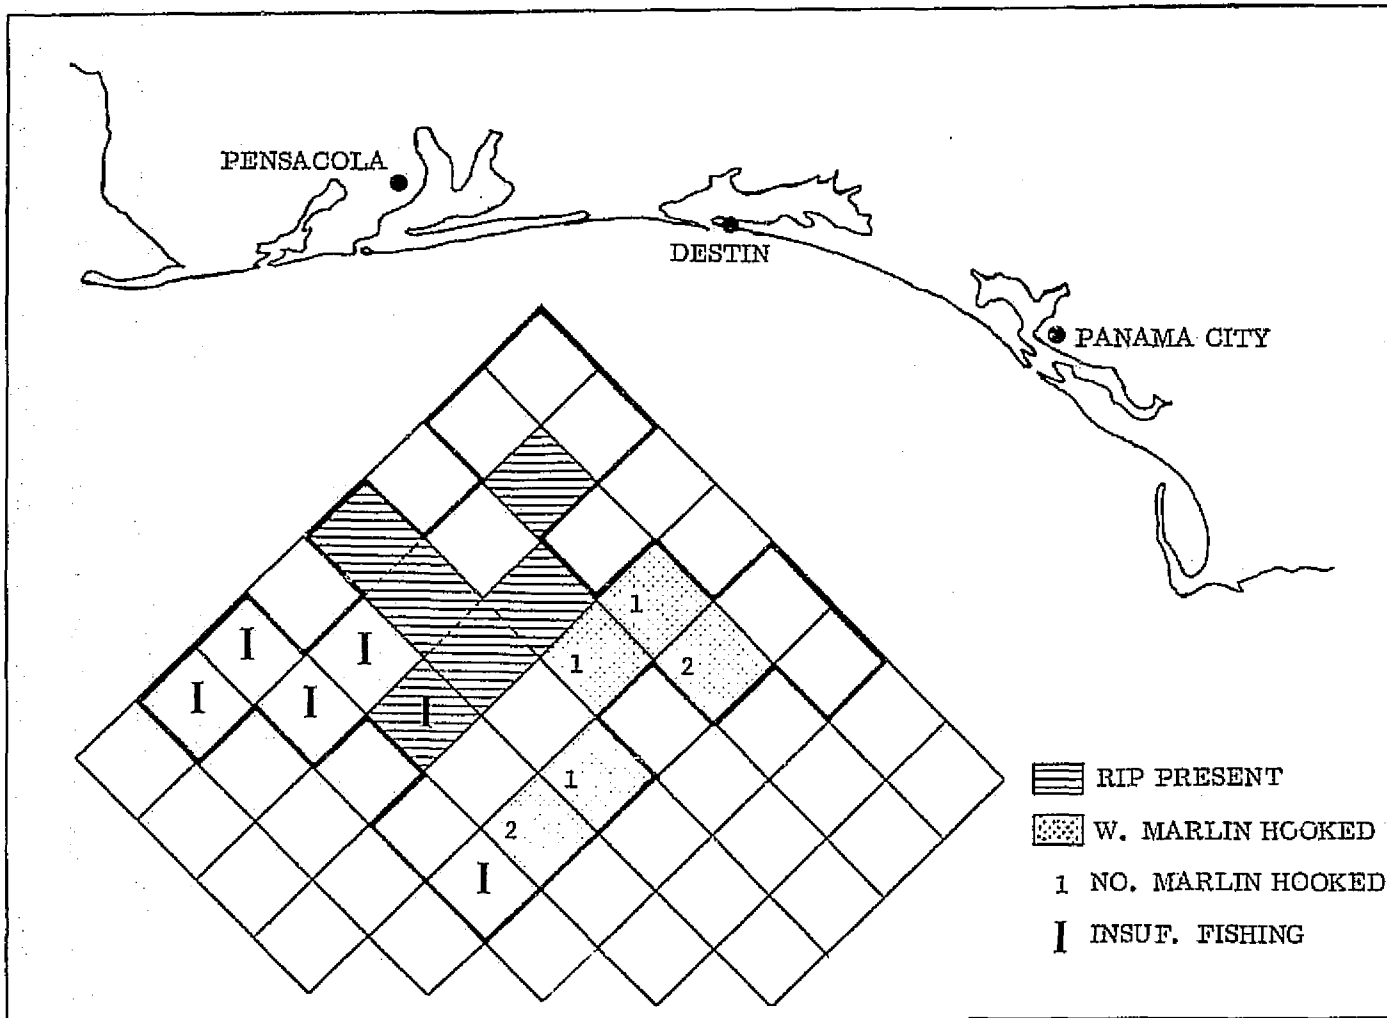 PENSACOLA
DESTIN
PANAMA CITY
1
1
2
I
I
I
I
I
1
2
I
RIP PRESENT
W. MARLIN HOOKED
1 NO. MARLIN HOOKED
I INSUF. FISHING